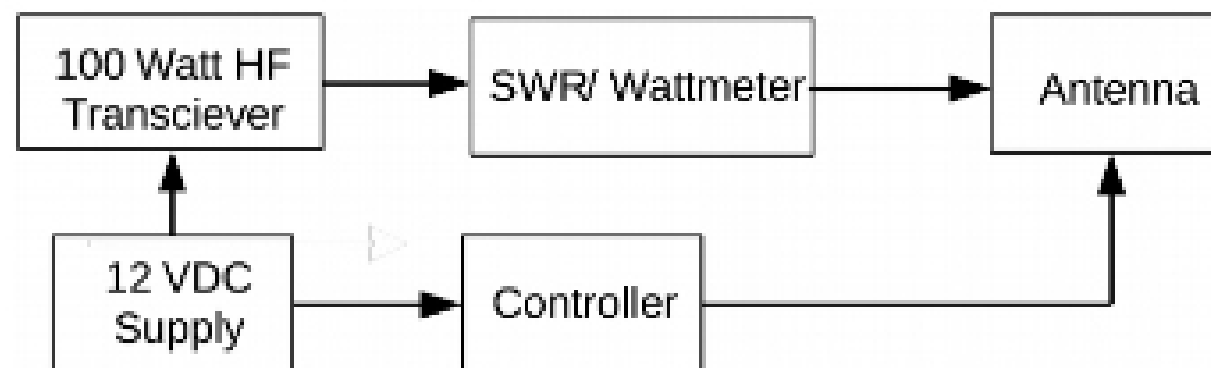 100 Watt HF
Transciever
SWR/ Wattmeter
Antenna
12 VDC
Supply
Controller